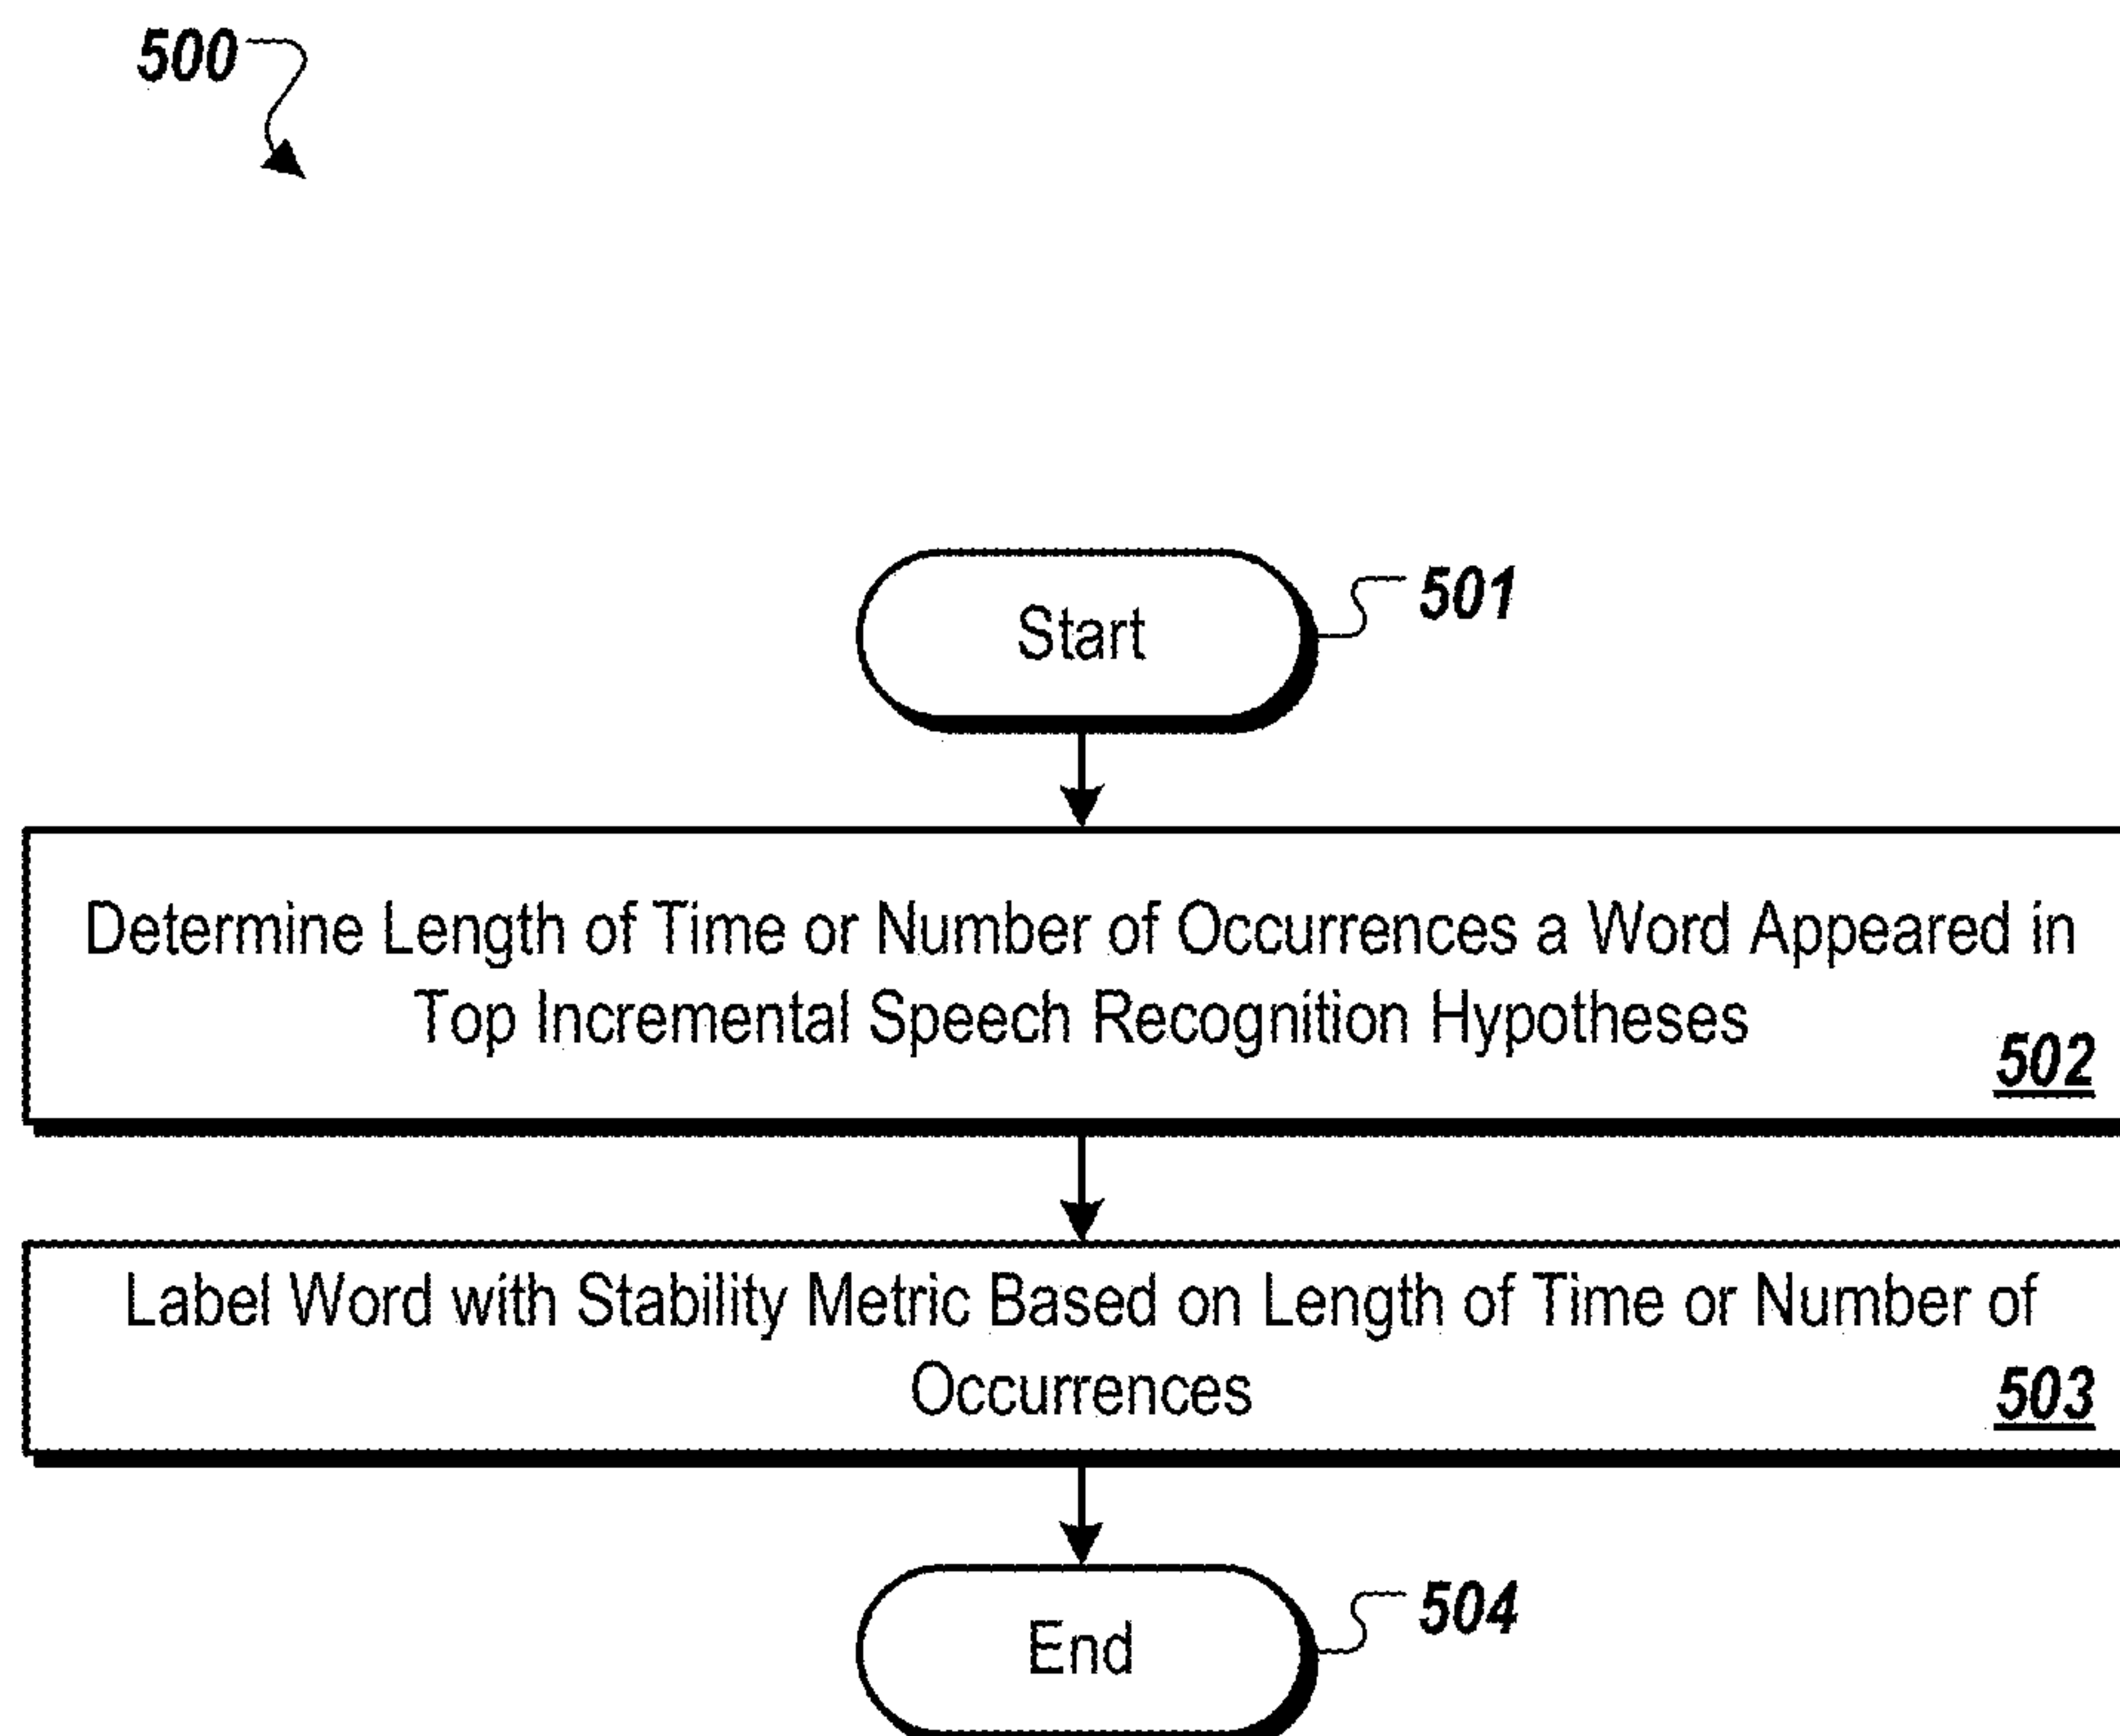 500
Start
501
Determine Length of Time or Number of Occurrences a Word Appeared in
Top Incremental Speech Recognition Hypotheses
502
Label Word with Stability Metric Based on Length of Time or Number of
Occurrences
503
End
504